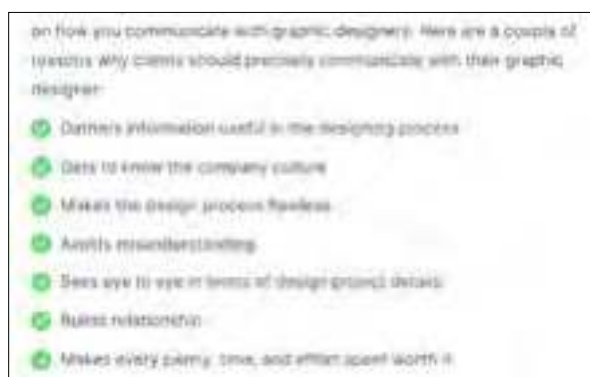 on how you communicate with graphic designers. Here are a couple of
reasons why clients should precisely communicate with their graphic
designer:
Gathers information useful in the designing process
Gets to know the company culture
Makes the design process flawless
Avoids misunderstanding
Sees eye to eye in terms of design project details
Builds relationship
Makes every penny, time, and effort spent worth it